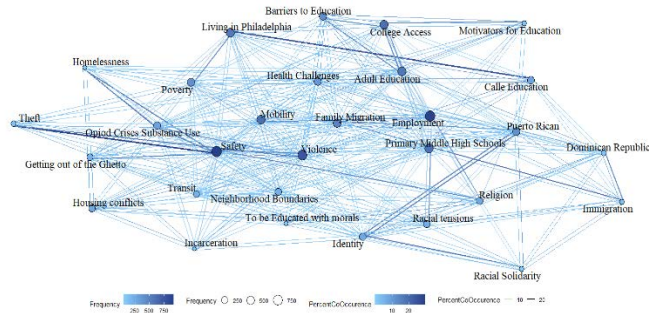 Barriers to Education
Living in Philadelphia
College Access
Motivators for Education
Homelessness
Health Challenges
Adult Education
Poverty
Calle Education
Theft
Mobility
Family Migration
Employment
Opiod Crises Substance Use
Puerto Rican
Safety
Violence
Primary Middle High Schools
Dominican Republic
Getting out of the Ghetto
Transit
Neighborhood Boundaries
Religion
Housing conflicts
Immigration
To be Educated with morals
Racial tensions
Incarceration
Identity
Racial Solidarity
Frequency 250 500 750
Frequency 250 500 750
PercentCoOccurence 10 20
PercentCoOccurence 10 20